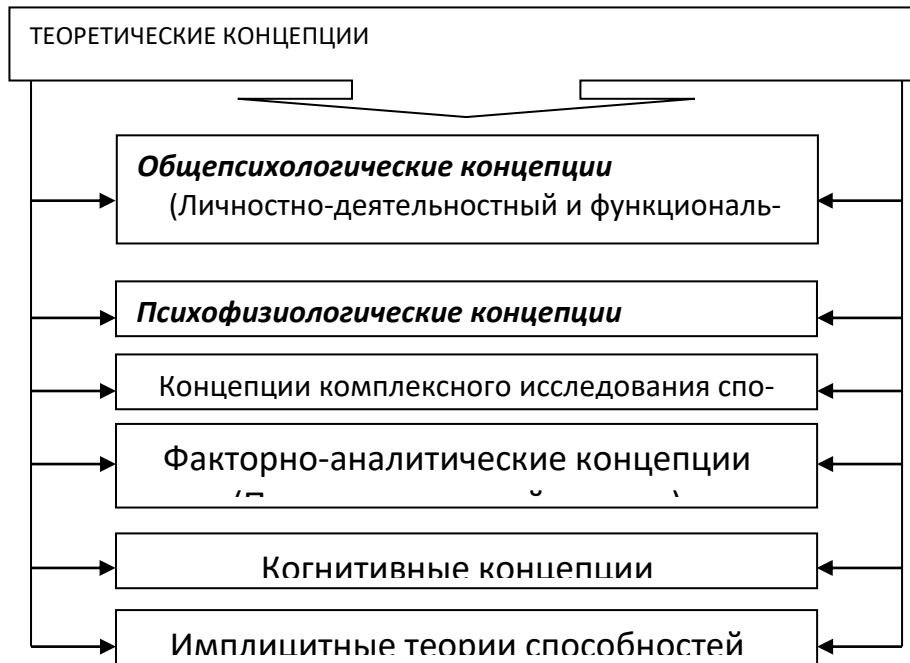 ТЕОРЕТИЧЕСКИЕ КОНЦЕПЦИИ
Общепсихологические концепции
(Личностно-деятельностный и функциональ-
Психофизиологические концепции
Концепции комплексного исследования спо-
Факторно-аналитические концепции
Когнитивные концепции
Имплицитные теории способностей